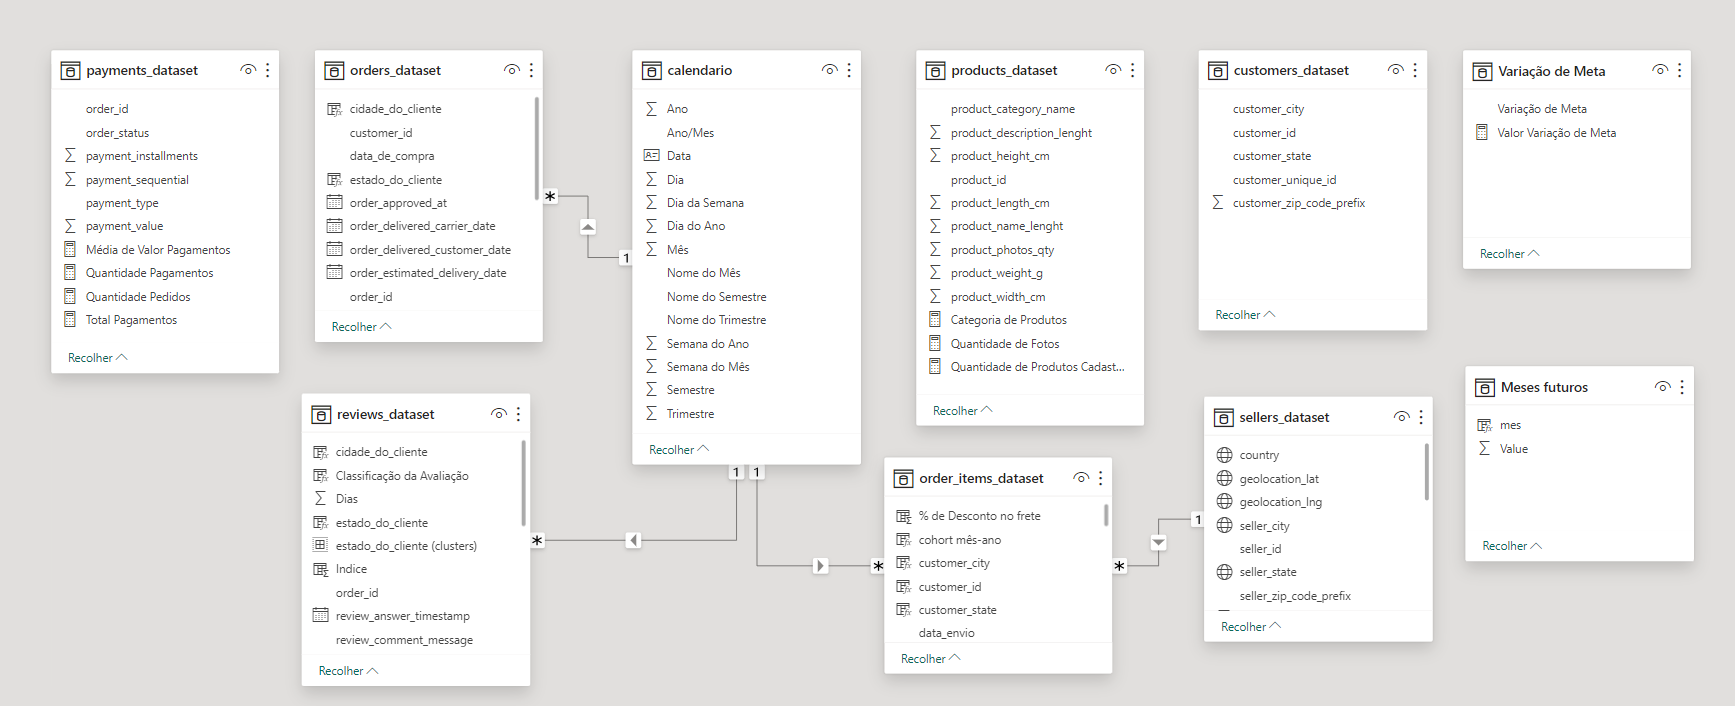 payments_dataset
order_id
order_status
payment_installments
payment_sequential
payment_type
payment_value
Média de Valor Pagamentos
Quantidade Pagamentos
Quantidade Pedidos
Total Pagamentos
Recolher
orders_dataset
cidade_do_cliente
customer_id
data_de_compra
estado_do_cliente
order_approved_at
order_delivered_carrier_date
order_delivered_customer_date
order_estimated_delivery_date
order_id
Recolher
calendario
Ano
Ano/Mes
Data
Dia
Dia da Semana
Dia do Ano
Mês
Nome do Mês
Nome do Semestre
Nome do Trimestre
Semana do Ano
Semana do Mês
Semestre
Trimestre
Recolher
products_dataset
product_category_name
product_description_lenght
product_height_cm
product_id
product_length_cm
product_name_lenght
product_photos_qty
product_weight_g
product_width_cm
Categoria de Produtos
Quantidade de Fotos
Quantidade de Produtos Cadast...
Recolher
customers_dataset
customer_city
customer_id
customer_state
customer_unique_id
customer_zip_code_prefix
Recolher
Variação de Meta
Variação de Meta
Valor Variação de Meta
Recolher
reviews_dataset
cidade_do_cliente
Classificação da Avaliação
Dias
estado_do_cliente
estado_do_cliente (clusters)
Indice
order_id
review_answer_timestamp
review_comment_message
Recolher
order_items_dataset
% de Desconto no frete
cohort mês-ano
customer_city
customer_id
customer_state
data_envio
Recolher
sellers_dataset
country
geolocation_lat
geolocation_lng
seller_city
seller_id
seller_state
seller_zip_code_prefix
Recolher
Meses futuros
mes
Value
Recolher
*
1
1
1
*
*
*
1